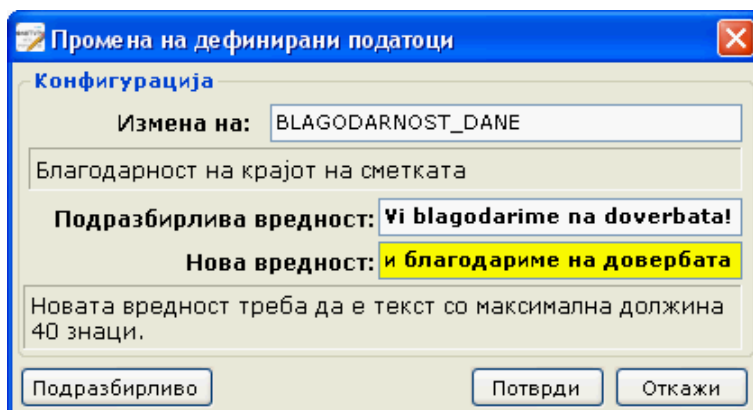 Промена на дефинирани податоци
Конфигурација
Измена на: BLAGODARNOST_DANE
Благодарност на крајот на сметката
Подразбирлива вредност: Vi blagodarime na doverbata!
Нова вредност: и благодариме на довербата
Новата вредност треба да е текст со максимална должина
40 знаци.
Подразбирливо Потврди Откажи